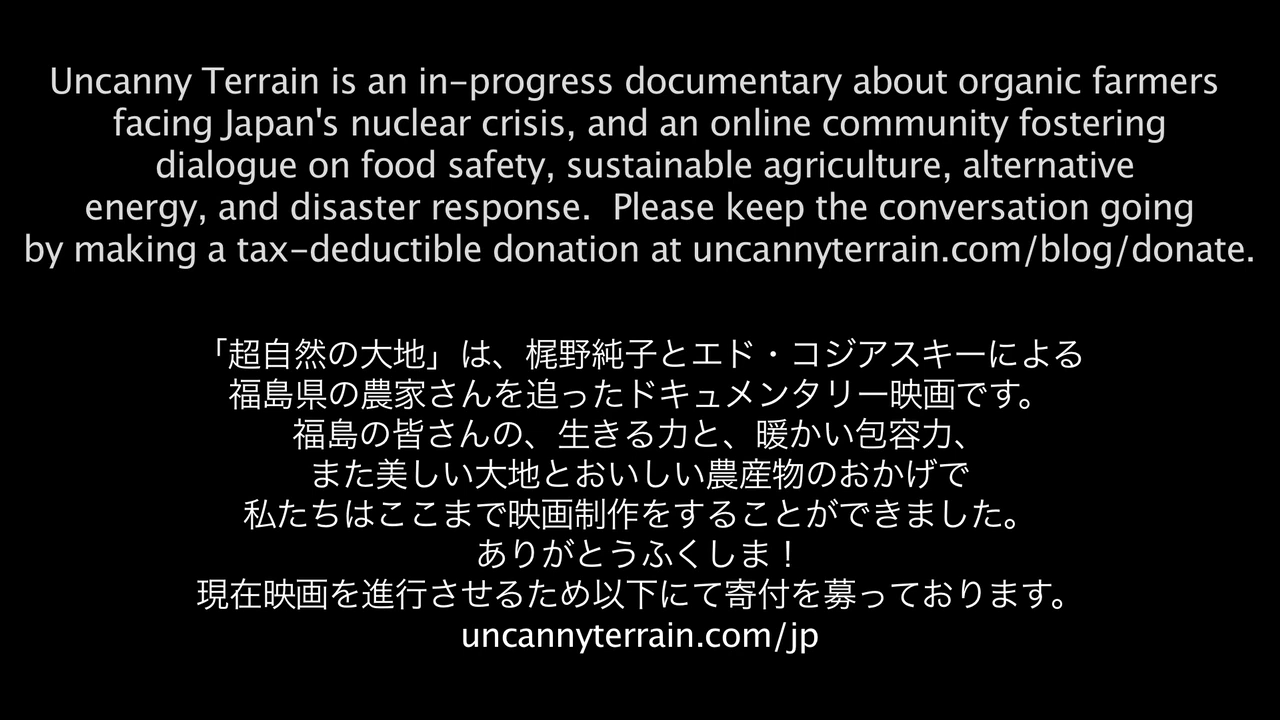 Uncanny Terrain is an in-progress documentary about organic farmers
facing Japan's nuclear crisis, and an online community fostering
dialogue on food safety, sustainable agriculture, alternative
energy, and disaster response.  Please keep the conversation going
by making a tax-deductible donation at uncannyterrain.com/blog/donate.
「超自然の大地」は、梶野純子とエド・コジアスキーによる
福島県の農家さんを追ったドキュメンタリー映画です。
福島の皆さんの、生きる力と、暖かい包容力、
また美しい大地とおいしい農産物のおかげで
私たちはここまで映画制作をすることができました。
ありがとうふくしま！
現在映画を進行させるため以下にて寄付を募っております。
uncannyterrain.com/jp